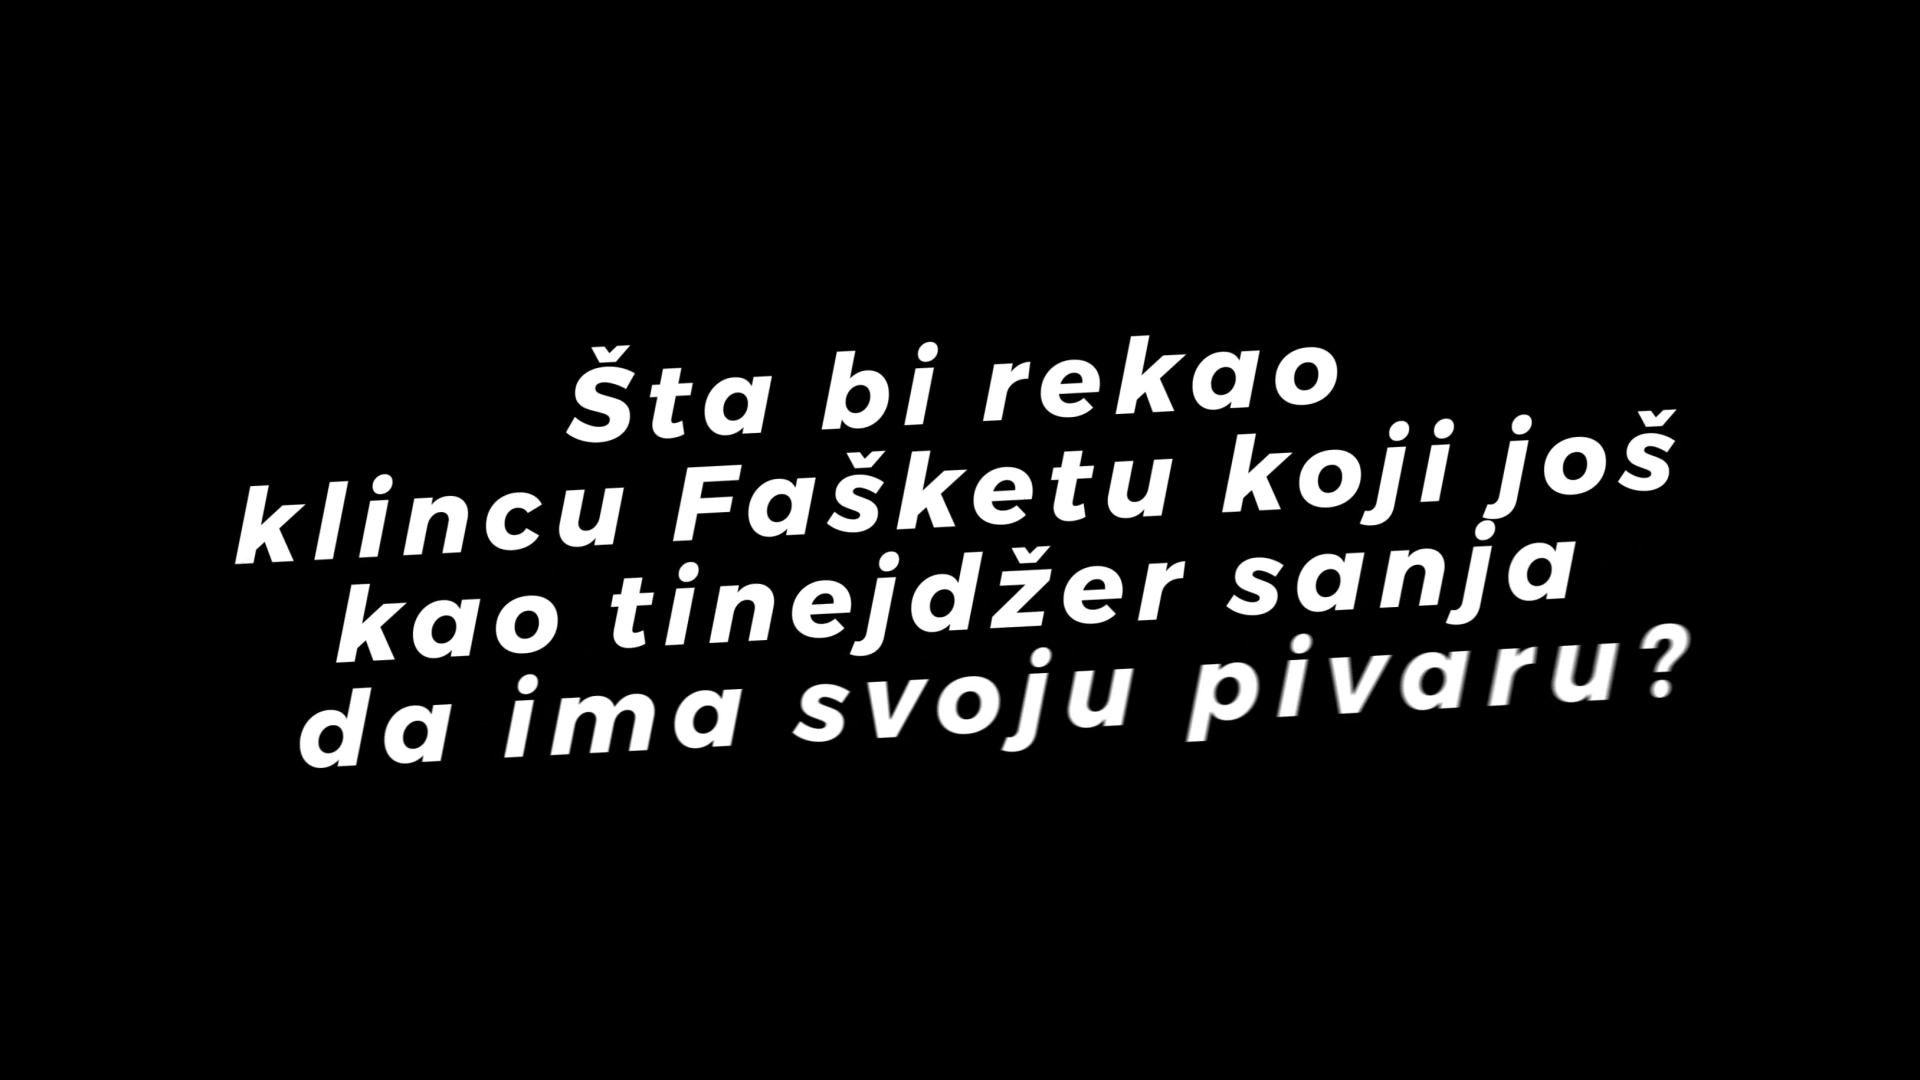 Šta bi rekao
klincu Fašketu koji još
kao tinejdžer sanja
da ima svoju pivaru?